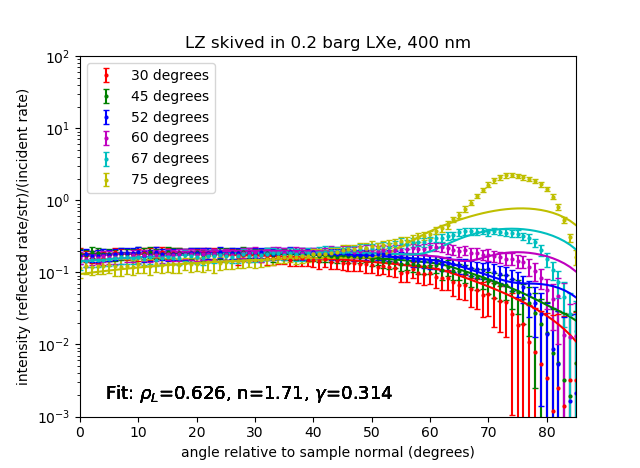 LZ skived in 0.2 barg LXe, 400 nm
intensity (reflected rate/str)/(incident rate)
10²
10¹
10⁰
10⁻¹
10⁻²
10⁻³
30 degrees
45 degrees
52 degrees
60 degrees
67 degrees
75 degrees
Fit: ρ_L=0.626, n=1.71, γ=0.314
0 10 20 30 40 50 60 70 80
angle relative to sample normal (degrees)